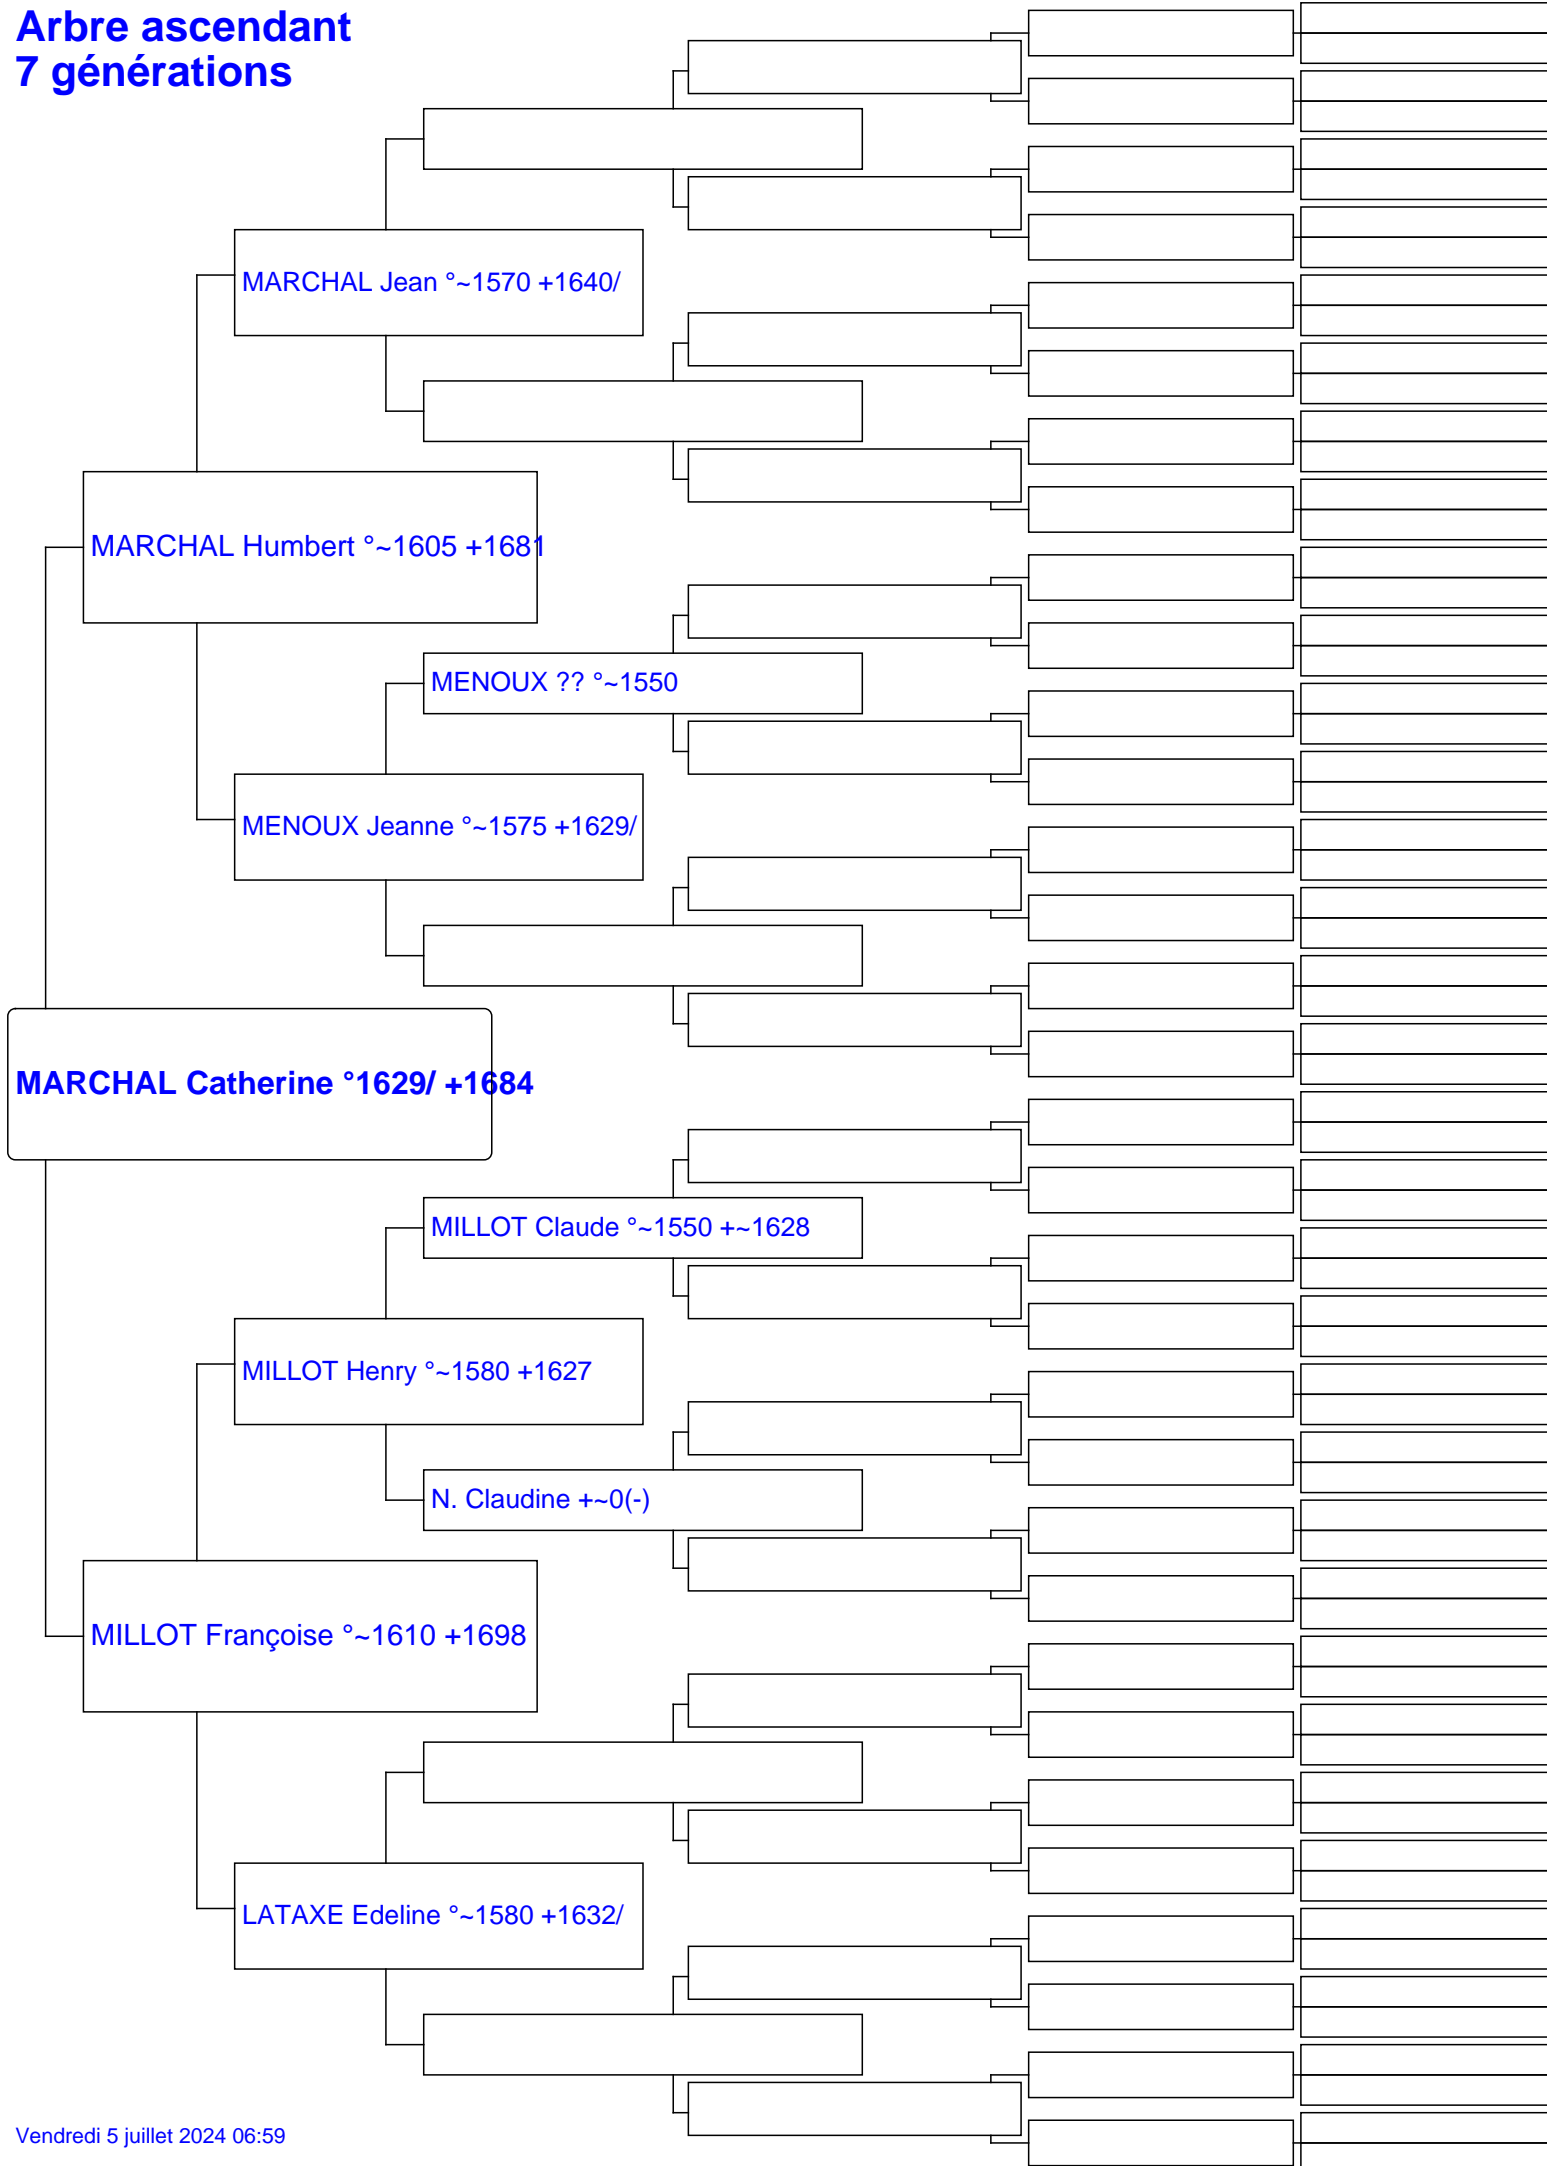 Arbre ascendant
7 générations
MARCHAL Jean °~1570 +1640/
MARCHAL Humbert °~1605 +1681
MENOUX ?? °~1550
MENOUX Jeanne °~1575 +1629/
MARCHAL Catherine °1629/ +1684
MILLOT Claude °~1550 +~1628
MILLOT Henry °~1580 +1627
N. Claudine +~0(-)
MILLOT Françoise °~1610 +1698
LATAXE Edeline °~1580 +1632/
Vendredi 5 juillet 2024 06:59